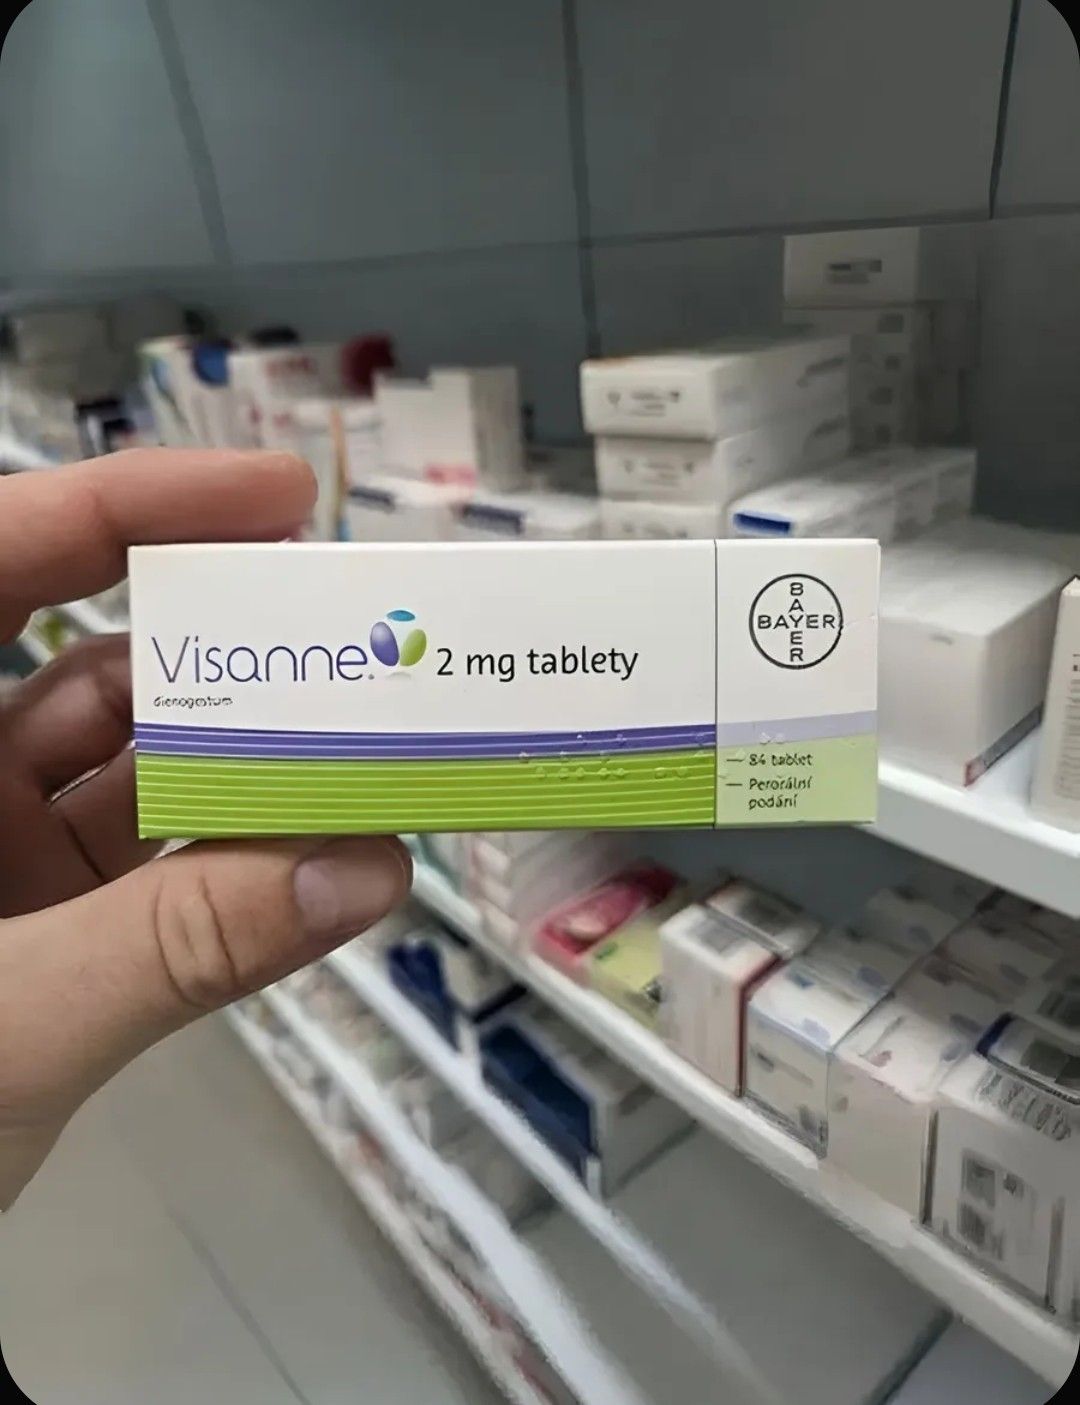 Visanne® 2 mg tablety
dienogestum
BAYER
BAYER
84 tablet
Perorální
podání